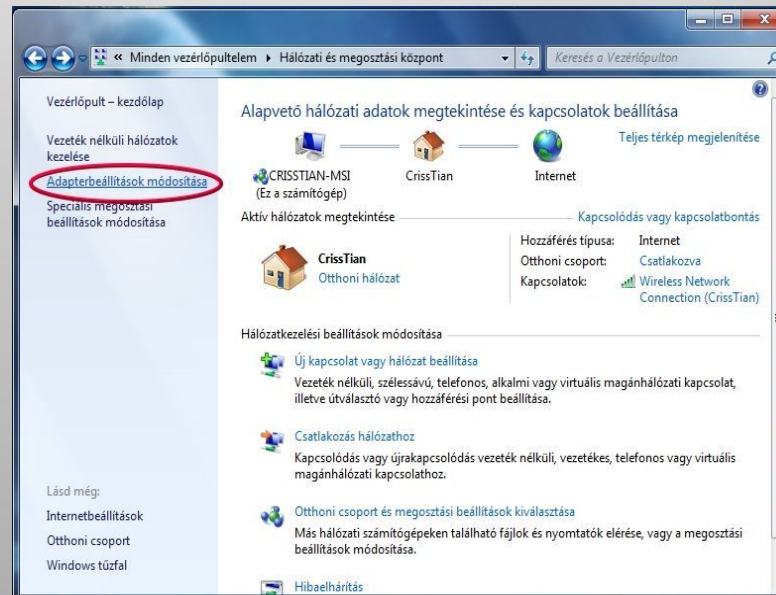 « Minden vezérlőpultelem ▸ Hálózati és megosztási központ
Keresés a Vezérlőpulton
Vezérlőpult – kezdőlap
Vezeték nélküli hálózatok
kezelése
Adapterbeállítások módosítása
Speciális megosztási
beállítások módosítása
Lásd még:
Internetbeállítások
Otthoni csoport
Windows tűzfal
Alapvető hálózati adatok megtekintése és kapcsolatok beállítása
Teljes térkép megjelenítése
CRISSTIAN-MSI
(Ez a számítógép)
CrissTian
Internet
Aktív hálózatok megtekintése
Kapcsolódás vagy kapcsolatbontás
CrissTian
Otthoni hálózat
Hozzáférés típusa: Internet
Otthoni csoport: Csatlakozva
Kapcsolatok: Wireless Network
Connection (CrissTian)
Hálózatkezelési beállítások módosítása
Új kapcsolat vagy hálózat beállítása
Vezeték nélküli, szélessávú, telefonos, alkalmi vagy virtuális magánhálózati kapcsolat,
illetve útválasztó vagy hozzáférési pont beállítása.
Csatlakozás hálózathoz
Kapcsolódás vagy újrakapcsolódás vezeték nélküli, vezetékes, telefonos vagy virtuális
magánhálózati kapcsolathoz.
Otthoni csoport és megosztási beállítások kiválasztása
Más hálózati számítógépeken található fájlok és nyomtatók elérése, vagy a megosztási
beállítások módosítása.
Hibaelhárítás